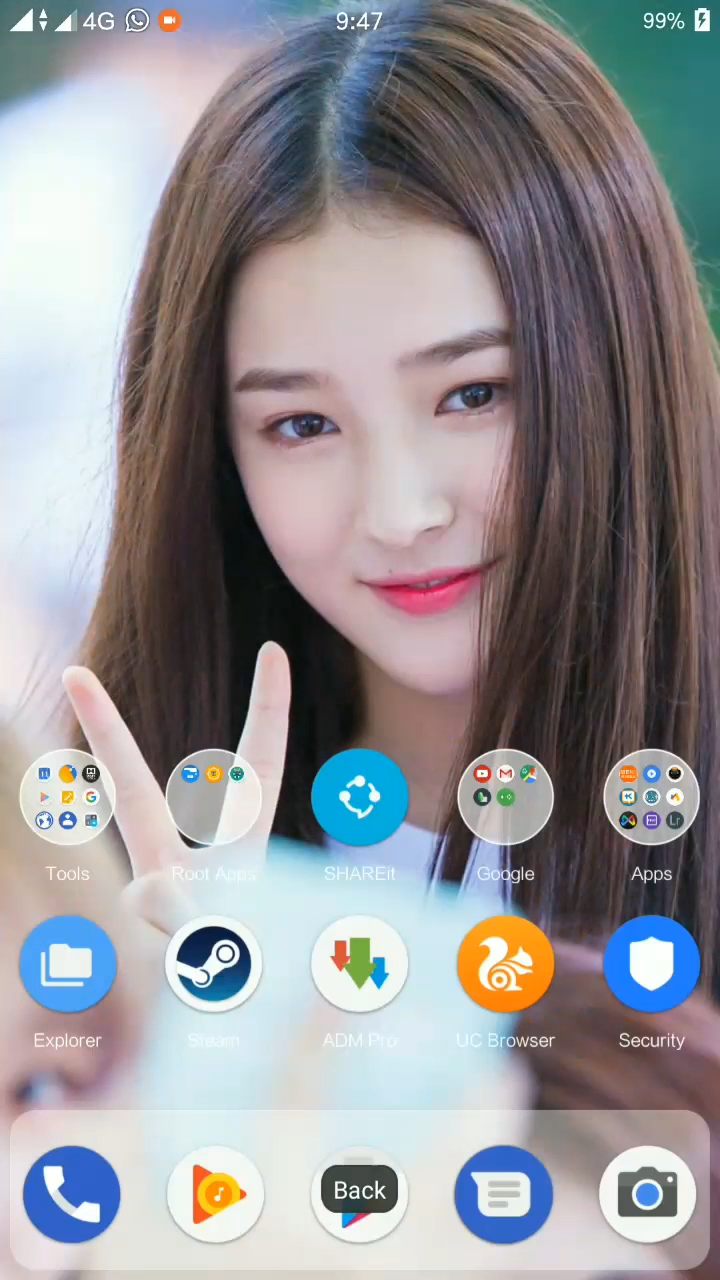 4G 9:47 99%
Tools Root Apps SHAREit Google Apps
Explorer Steam ADM Pro UC Browser Security
Back